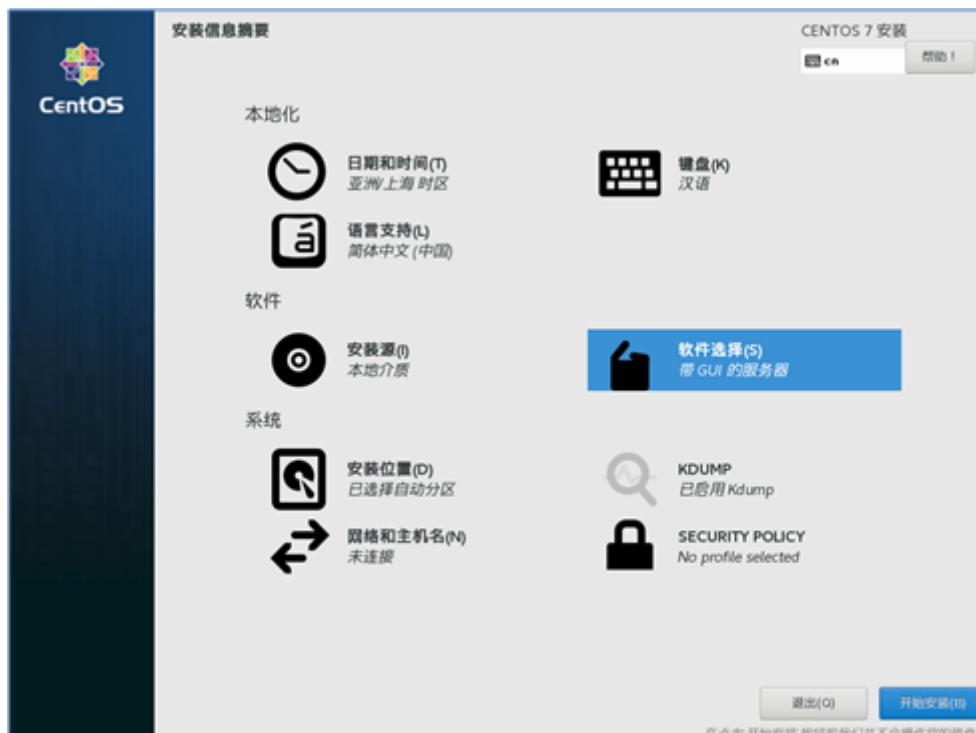 安装信息摘要
CENTOS 7 安装
cn
帮助！
CentOS
本地化
日期和时间(T)
亚洲/上海 时区
键盘(K)
汉语
语言支持(L)
简体中文 (中国)
软件
安装源(I)
本地介质
软件选择(S)
带 GUI 的服务器
系统
安装位置(D)
已选择自动分区
KDUMP
已启用 Kdump
网络和主机名(N)
未连接
SECURITY POLICY
No profile selected
退出(Q)
开始安装(B)